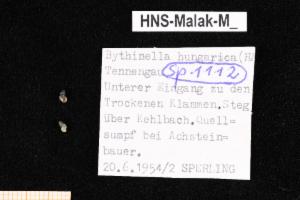 HNS-Malak-M_
Bythinella hungarica(HA
Tennengau Sp.1112
Unterer Eingang zu den
Trockenen Klammen.Steg
über Kehlbach.Quell=
sumpf bei Achstein=
bauer.
20.6.1954/2 SPERLING